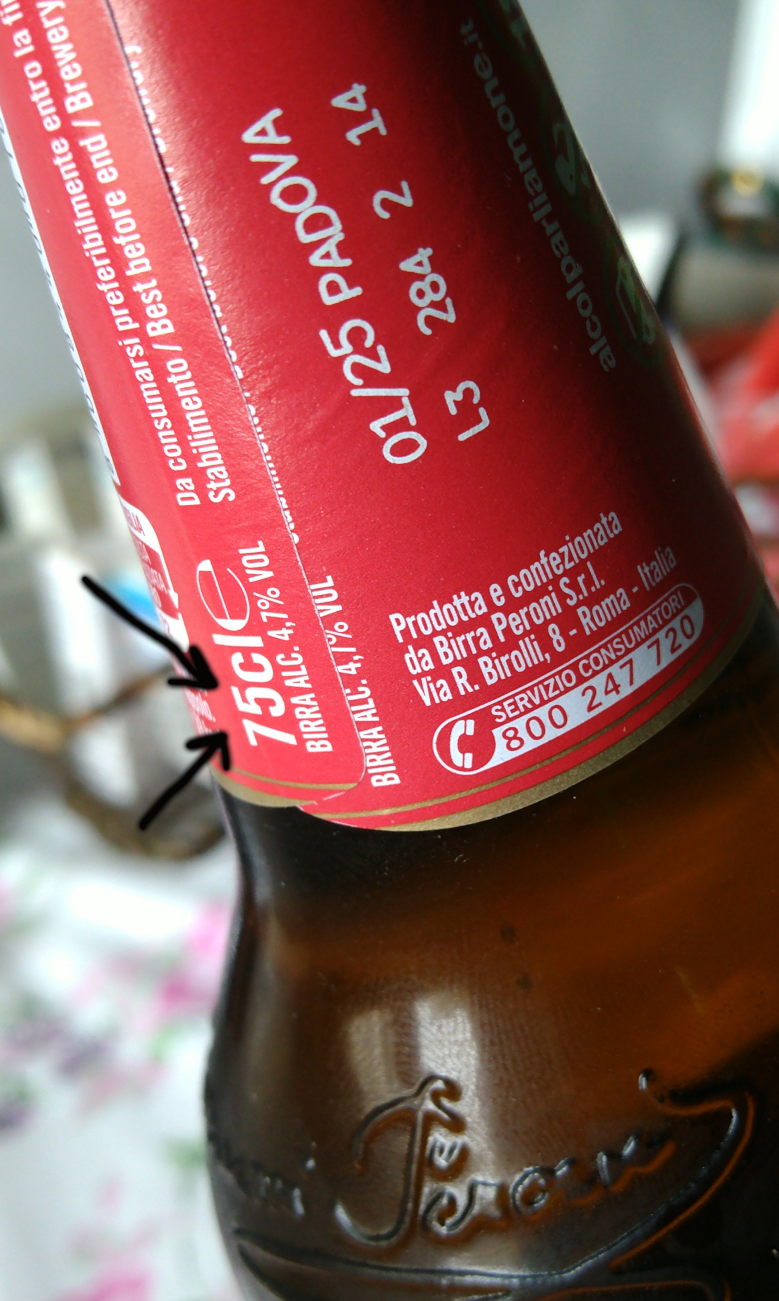 Da consumarsi preferibilmente entro la
Stabilimento / Best before end / Brewery
75cl e
BIRRA ALC. 4,7% VOL
BIRRA ALC. 4,7% VOL
01/25 PADOVA
L3 284 2 14
alcolparliamone.it
Prodotta e confezionata
da Birra Peroni S.r.l.
Via R. Birolli, 8 - Roma - Italia
SERVIZIO CONSUMATORI
800 247 720
Peroni